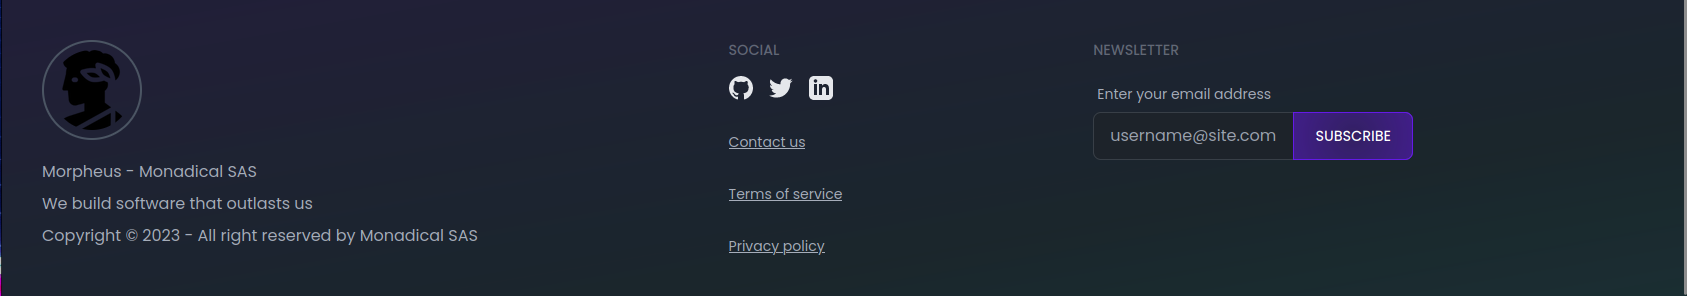 Morpheus - Monadical SAS
We build software that outlasts us
Copyright © 2023 - All right reserved by Monadical SAS
SOCIAL
in
Contact us
Terms of service
Privacy policy
NEWSLETTER
Enter your email address
username@site.com
SUBSCRIBE